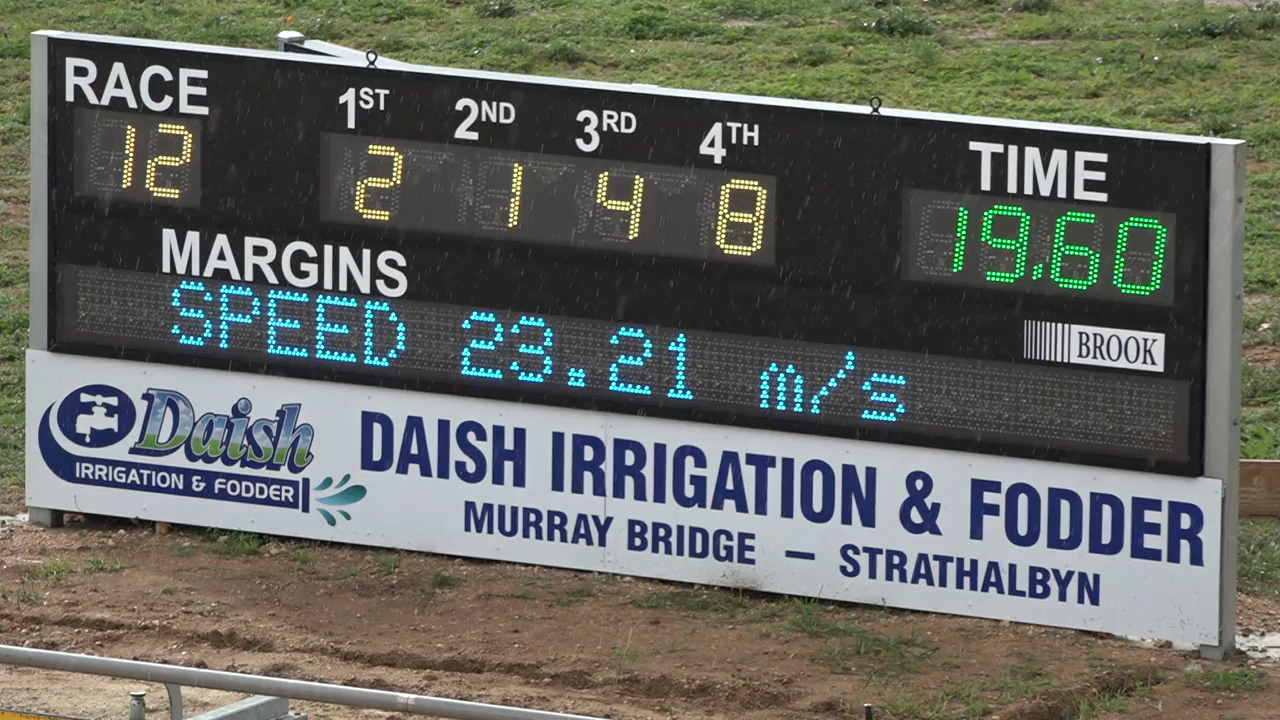 RACE 1ST 2ND 3RD 4TH TIME
12 2 1 4 8 19.60
MARGINS
SPEED 23.21 m/s
BROOK
Daish
IRRIGATION & FODDER
DAISH IRRIGATION & FODDER
MURRAY BRIDGE – STRATHALBYN